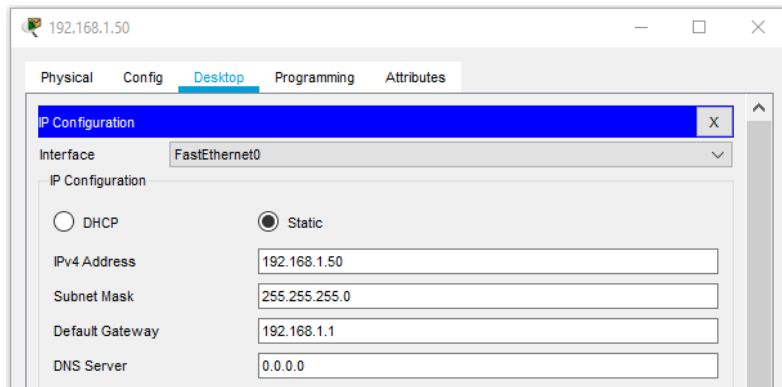 192.168.1.50
Physical Config Desktop Programming Attributes
IP Configuration X
Interface FastEthernet0
IP Configuration
DHCP Static
IPv4 Address 192.168.1.50
Subnet Mask 255.255.255.0
Default Gateway 192.168.1.1
DNS Server 0.0.0.0